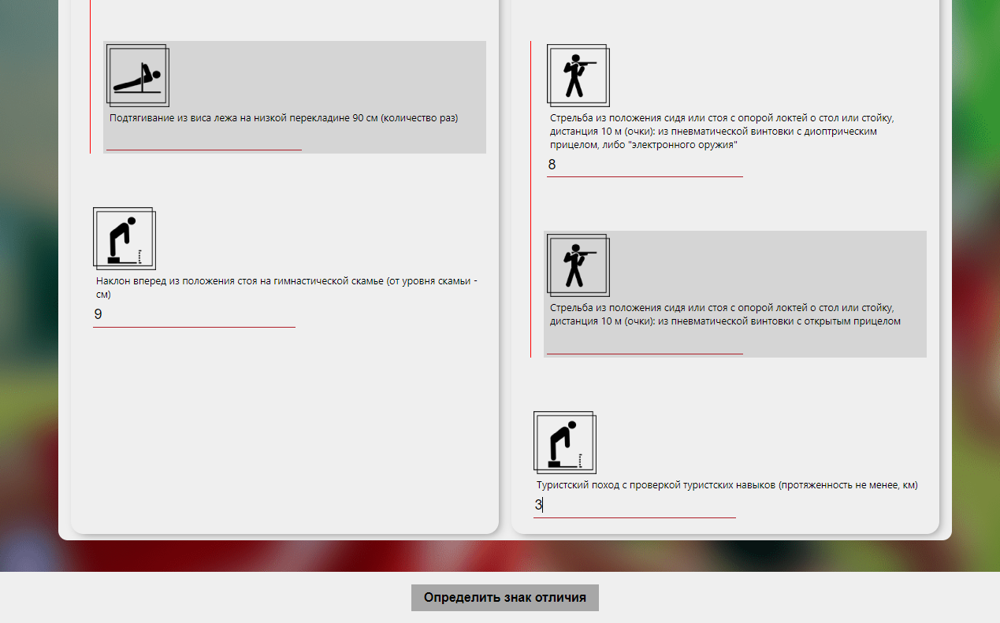 Подтягивание из виса лежа на низкой перекладине 90 см (количество раз)
Наклон вперед из положения стоя на гимнастической скамье (от уровня скамьи -
см)
9
Стрельба из положения сидя или стоя с опорой локтей о стол или стойку,
дистанция 10 м (очки): из пневматической винтовки с диоптрическим
прицелом, либо "электронного оружия"
8
Стрельба из положения сидя или стоя с опорой локтей о стол или стойку,
дистанция 10 м (очки): из пневматической винтовки с открытым прицелом
Туристский поход с проверкой туристских навыков (протяженность не менее, км)
3
Определить знак отличия